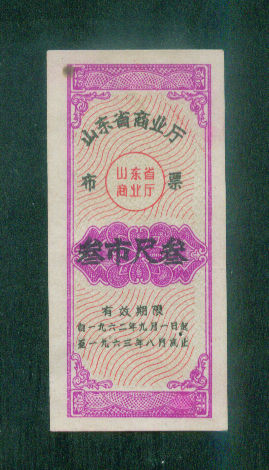 山东省商业厅
布票
山东省
商业厅
叁市尺叁
有效期限
自一九六二年九月一日起
至一九六三年八月底止